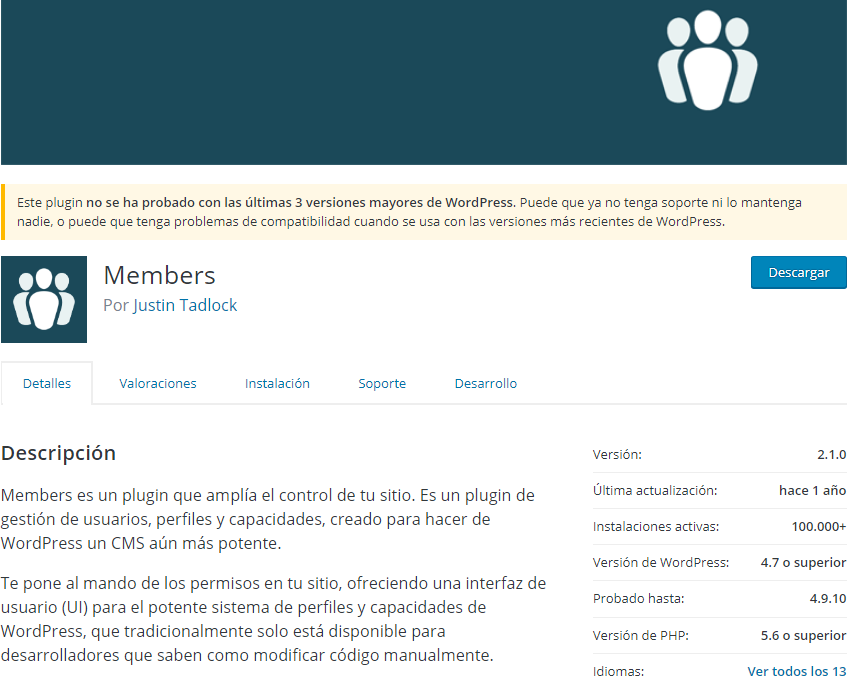 Este plugin no se ha probado con las últimas 3 versiones mayores de WordPress. Puede que ya no tenga soporte ni lo mantenga
nadie, o puede que tenga problemas de compatibilidad cuando se usa con las versiones más recientes de WordPress.
Members
Por Justin Tadlock
Descargar
Detalles Valoraciones Instalación Soporte Desarrollo
Descripción
Members es un plugin que amplía el control de tu sitio. Es un plugin de
gestión de usuarios, perfiles y capacidades, creado para hacer de
WordPress un CMS aún más potente.
Te pone al mando de los permisos en tu sitio, ofreciendo una interfaz de
usuario (UI) para el potente sistema de perfiles y capacidades de
WordPress, que tradicionalmente solo está disponible para
desarrolladores que saben como modificar código manualmente.
Versión: 2.1.0
Última actualización: hace 1 año
Instalaciones activas: 100.000+
Versión de WordPress: 4.7 o superior
Probado hasta: 4.9.10
Versión de PHP: 5.6 o superior
Idiomas: Ver todos los 13